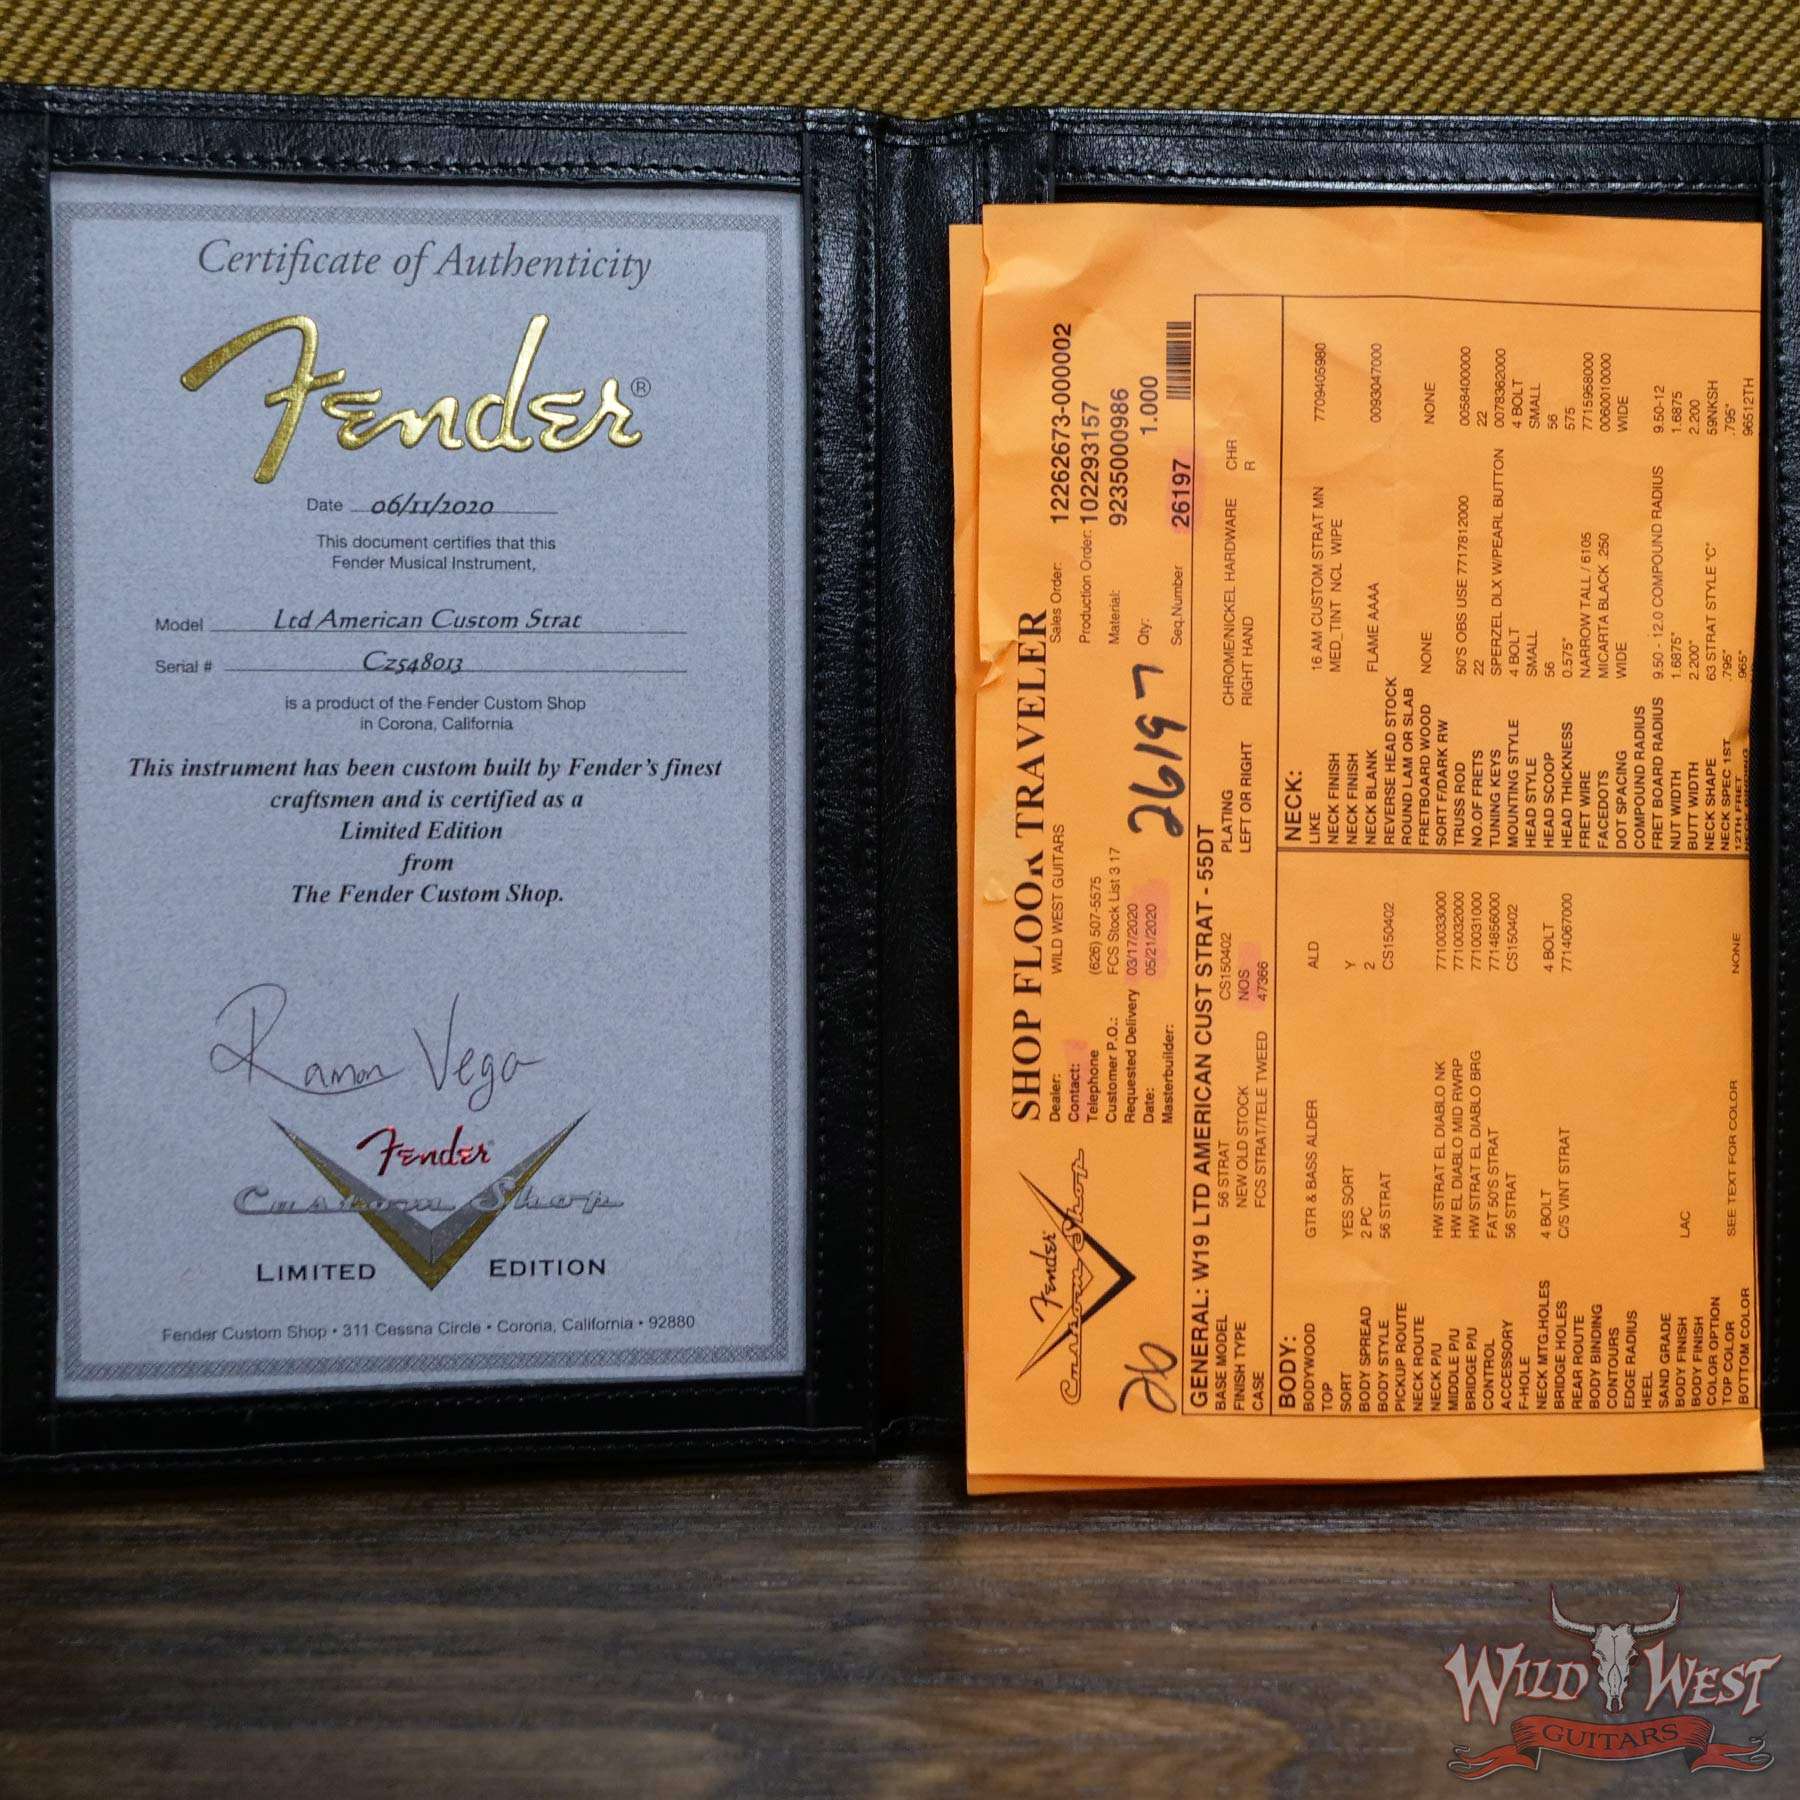 Certificate of Authenticity
Fender®
Date 06/11/2020
This document certifies that this
Fender Musical Instrument,
Model Ltd American Custom Strat
Serial # CZ548013
is a product of the Fender Custom Shop
in Corona, California
This instrument has been custom built by Fender's finest
craftsmen and is certified as a
Limited Edition
from
The Fender Custom Shop.
Ramon Vega
Fender
Custom Shop
LIMITED EDITION
Fender Custom Shop • 311 Cessna Circle • Corona, California • 92880
Fender
Custom Shop
26
SHOP FLOOR TRAVELER
Dealer: WILD WEST GUITARS
Contact:
Telephone (626) 507-5575
Customer P.O.: FCS Stock List 3 17
Requested Delivery 03/17/2020
Date: 05/21/2020
Masterbuilder:
26197
Sales Order: 12262673-000002
Production Order: 1022293157
Material: 9235000986
Qty: 1.000
Seq.Number 26197
GENERAL: W19 LTD AMERICAN CUST STRAT - 55DT
BASE MODEL 56 STRAT CS150402
FINISH TYPE NEW OLD STOCK NOS
CASE FCS STRAT/TELE TWEED 47366
PLATING CHROME/NICKEL HARDWARE CHR
LEFT OR RIGHT RIGHT HAND R
BODY:
BODYWOOD GTR & BASS ALDER ALD
TOP
SORT YES SORT Y
BODY SPREAD 2 PC 2
BODY STYLE 56 STRAT CS150402
PICKUP ROUTE
NECK ROUTE
NECK P/U HW STRAT EL DIABLO NK 7710033000
MIDDLE P/U HW EL DIABLO MID RWRP 7710032000
BRIDGE P/U HW STRAT EL DIABLO BRG 7710031000
CONTROL FAT 50'S STRAT 7714856000
ACCESSORY 56 STRAT CS150402
F-HOLE
NECK MTG.HOLES 4 BOLT 4 BOLT
BRIDGE HOLES C/S VINT STRAT 7714067000
REAR ROUTE
BODY BINDING
CONTOURS
EDGE RADIUS
HEEL
SAND GRADE
BODY FINISH LAC
BODY FINISH
COLOR OPTION
TOP COLOR SEE TEXT FOR COLOR NONE
BOTTOM COLOR
NECK:
LIKE 16 AM CUSTOM STRAT MN 7709405980
NECK FINISH MED_TINT NCL WIPE
NECK FINISH
NECK BLANK FLAME AAAA 0093047000
REVERSE HEAD STOCK
ROUND LAM OR SLAB
FRETBOARD WOOD NONE NONE
SORT F/DARK RW
TRUSS ROD 50'S OBS USE 7717812000 0058400000
NO.OF FRETS 22 22
TUNING KEYS SPERZEL DLX W/PEARL BUTTON 0078362000
MOUNTING STYLE 4 BOLT 4 BOLT
HEAD STYLE SMALL SMALL
HEAD SCOOP 56 56
HEAD THICKNESS 0.575" 575
FRET WIRE NARROW TALL / 6105 7715958000
FACEDOTS MICARTA BLACK .250 0060010000
DOT SPACING WIDE WIDE
COMPOUND RADIUS
FRET BOARD RADIUS 9.50 - 12.0 COMPOUND RADIUS 9.50-12
NUT WIDTH 1.6875" 1.6875
BUTT WIDTH 2.200" 2.200
NECK SHAPE 63 STRAT STYLE "C" 59NKSH
NECK SPEC 1ST .795" .795"
12TH FRET .965" 96512TH
WILD WEST
GUITARS